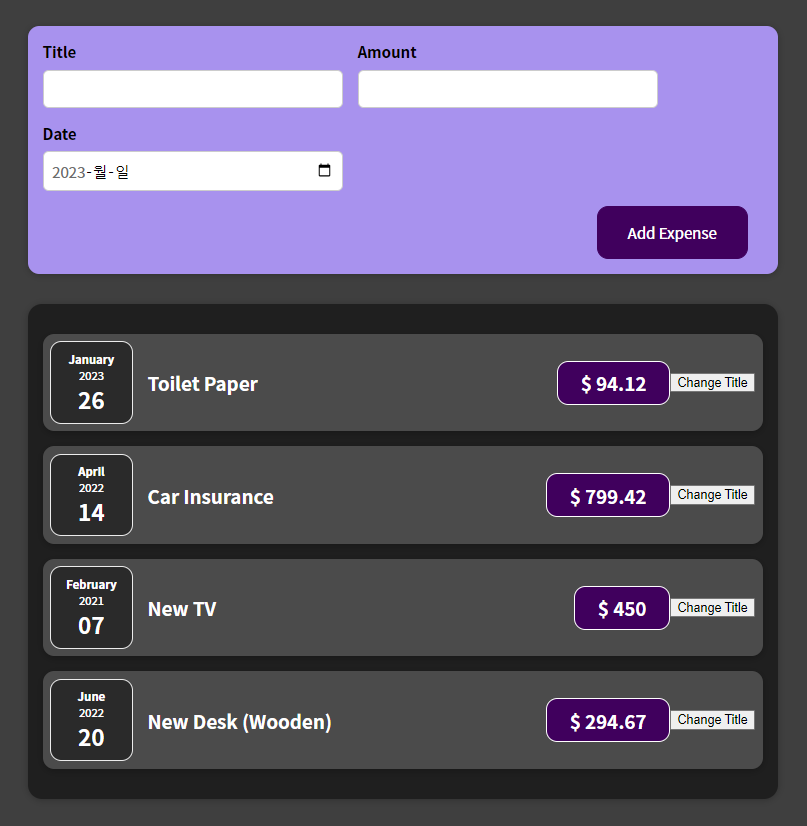 Title Amount
Date
2023-월-일
Add Expense
January
2023
26
Toilet Paper
$ 94.12
Change Title
April
2022
14
Car Insurance
$ 799.42
Change Title
February
2021
07
New TV
$ 450
Change Title
June
2022
20
New Desk (Wooden)
$ 294.67
Change Title